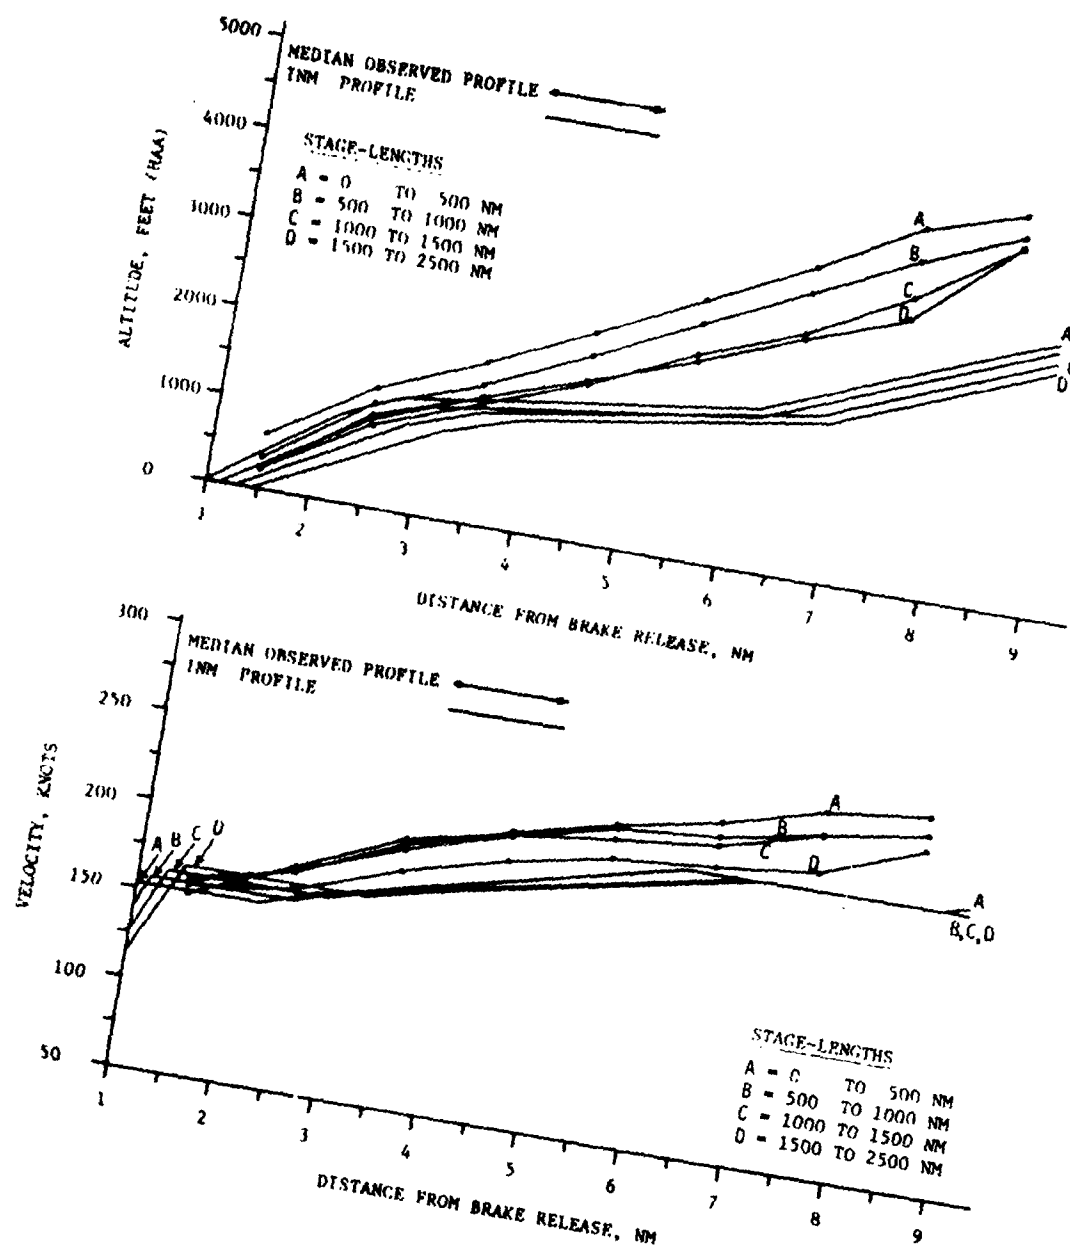 5000
MEDIAN OBSERVED PROFILE
INM PROFILE
4000
STAGE-LENGTHS
A = 0 TO 500 NM
B = 500 TO 1000 NM
C = 1000 TO 1500 NM
D = 1500 TO 2500 NM
3000
2000
1000
0
ALTITUDE, FEET (HAA)
A
B
C
D
A
D
1 2 3 4 5 6 7 8 9
DISTANCE FROM BRAKE RELEASE, NM
300
MEDIAN OBSERVED PROFILE
INM PROFILE
250
200
150
100
50
VELOCITY, KNOTS
A B C D
A
B
C
D
A
B,C,D
STAGE-LENGTHS
A = 0 TO 500 NM
B = 500 TO 1000 NM
C = 1000 TO 1500 NM
D = 1500 TO 2500 NM
1 2 3 4 5 6 7 8 9
DISTANCE FROM BRAKE RELEASE, NM